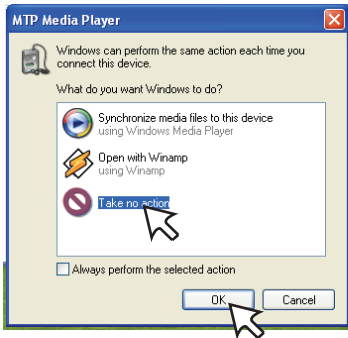 MTP Media Player
Windows can perform the same action each time you
connect this device.
What do you want Windows to do?
Synchronize media files to this device
using Windows Media Player
Open with Winamp
using Winamp
Take no action
Always perform the selected action
OK
Cancel